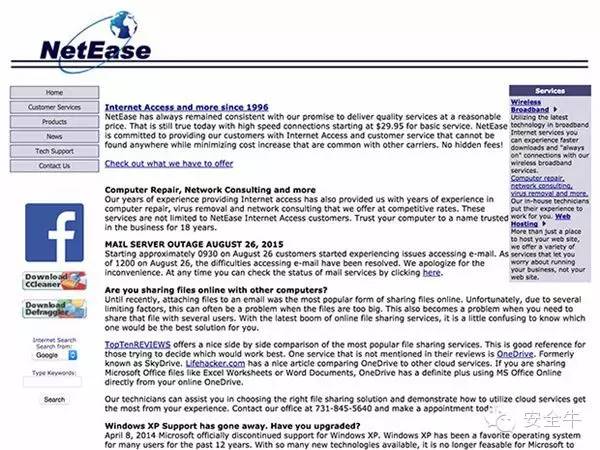 NetEase
Home
Customer Services
Products
News
Tech Support
Contact Us
Download
CCleaner
Download
Defraggler
Internet Search
Search from:
Google
Type Keywords:
Search
Internet Access and more since 1996
NetEase has always remained consistent with our promise to deliver quality services at a reasonable
price. That is still true today with high speed connections starting at $29.95 for basic service. NetEase
is committed to providing our customers with Internet Access and customer service that cannot be
found anywhere while minimizing cost increase that are common with other carriers. No hidden fees!
Check out what we have to offer
Computer Repair, Network Consulting and more
Our years of experience providing Internet access has also provided us with years of experience in
computer repair, virus removal and network consulting that we offer at competitive rates. These
services are not limited to NetEase Internet Access customers. Trust your computer to a name trusted
in the business for 18 years.
MAIL SERVER OUTAGE AUGUST 26, 2015
Starting approximately 0930 on August 26 customers started experiencing issues accessing e-mail. As
of 1200 on August 26, the difficulties accessing e-mail have been resolved. We apologize for the
inconvenience. At any time you can check the status of mail services by clicking here.
Are you sharing files online with other computers?
Until recently, attaching files to an email was the most popular form of sharing files online. Unfortunately, due to several
limiting factors, this can often be a problem when the files are too big. This also becomes a problem when you need to
share that file with several users. With the latest boom of online file sharing services, it is a little confusing to know which
one would be the best solution for you.
TopTenREVIEWS offers a nice side by side comparison of the most popular file sharing services. This is good reference for
those trying to decide which would work best. One service that is not mentioned in their reviews is OneDrive. Formerly
known as SkyDrive. Lifehacker.com has a nice article comparing OneDrive to other cloud services. If you are sharing
Microsoft Office files like Excel Worksheets or Word Documents, OneDrive has a definite plus using MS Office Online
directly from your online OneDrive.
Our technicians can assist you in choosing the right file sharing solution and demonstrate how to utilize cloud services get
the most from your experience. Contact our office at 731-845-5640 and make a appointment tod
Windows XP Support has gone away. Have you upgraded?
April 8, 2014 Microsoft officially discontinued support for Windows XP. Windows XP has been a favorite operating
system for many users for the past 12 years. With so many new technologies available, it is no longer feasable for Microsoft to
Services
Wireless
Broadband
Utilizing the latest
technology in broadband
Internet services you
can experience faster
downloads and "always
on" connections with our
wireless broadband
services.
Computer repair,
network consulting,
virus removal and more.
Our in-house technicians
put their experience to
work for you. Web
Hosting
More than just a place
to host your web site,
we offer a variety of
services that let you
worry about running
your business, not your
web site.
安全牛